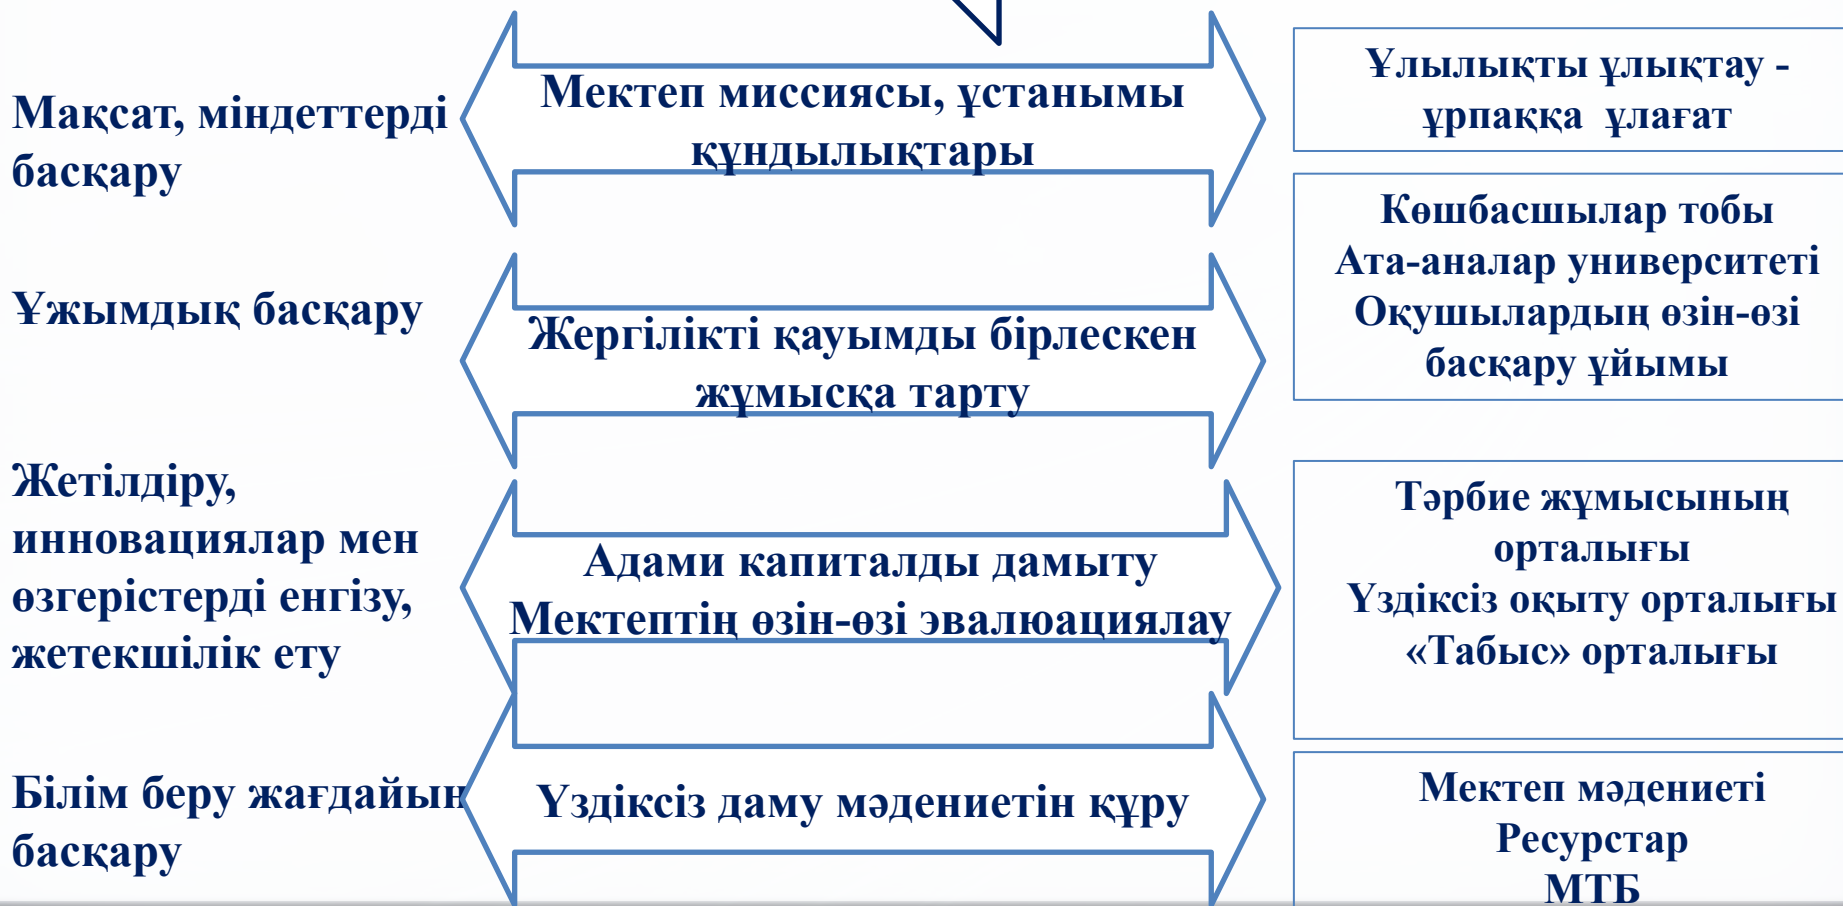 Мақсат, міндеттерді
басқару
Мектеп миссиясы, ұстанымы
құндылықтары
Ұлылықты ұлықтау -
ұрпаққа ұлағат
Ұжымдық басқару
Жергілікті қауымды бірлескен
жұмысқа тарту
Көшбасшылар тобы
Ата-аналар университеті
Оқушылардың өзін-өзі
басқару ұйымы
Жетілдіру,
инновациялар мен
өзгерістерді енгізу,
жетекшілік ету
Адами капиталды дамыту
Мектептің өзін-өзі эвалюациялау
Тәрбие жұмысының
орталығы
Үздіксіз оқыту орталығы
«Табыс» орталығы
Білім беру жағдайын
басқару
Үздіксіз даму мәдениетін құру
Мектеп мәдениеті
Ресурстар
МТБ